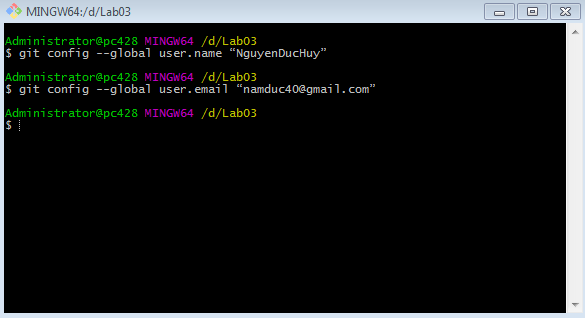 MINGW64:/d/Lab03
Administrator@pc428 MINGW64 /d/Lab03
$ git config --global user.name “NguyenDucHuy”
Administrator@pc428 MINGW64 /d/Lab03
$ git config --global user.email “namduc40@gmail.com”
Administrator@pc428 MINGW64 /d/Lab03
$